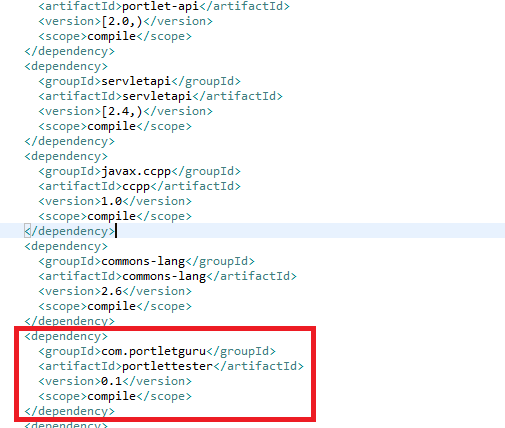 <artifactId>portlet-api</artifactId>
<version>[2.0,)</version>
<scope>compile</scope>
</dependency>
<dependency>
<groupId>servletapi</groupId>
<artifactId>servletapi</artifactId>
<version>[2.4,)</version>
<scope>compile</scope>
</dependency>
<dependency>
<groupId>javax.ccpp</groupId>
<artifactId>ccpp</artifactId>
<version>1.0</version>
<scope>compile</scope>
</dependency>
<dependency>
<groupId>commons-lang</groupId>
<artifactId>commons-lang</artifactId>
<version>2.6</version>
<scope>compile</scope>
</dependency>
<dependency>
<groupId>com.portletguru</groupId>
<artifactId>portlettester</artifactId>
<version>0.1</version>
<scope>compile</scope>
</dependency>
<dependency>